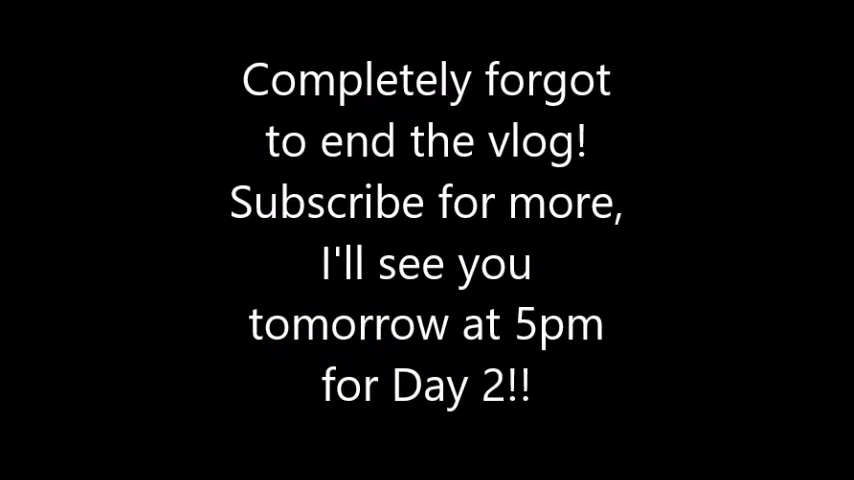 Completely forgot
to end the vlog!
Subscribe for more,
I'll see you
tomorrow at 5pm
for Day 2!!